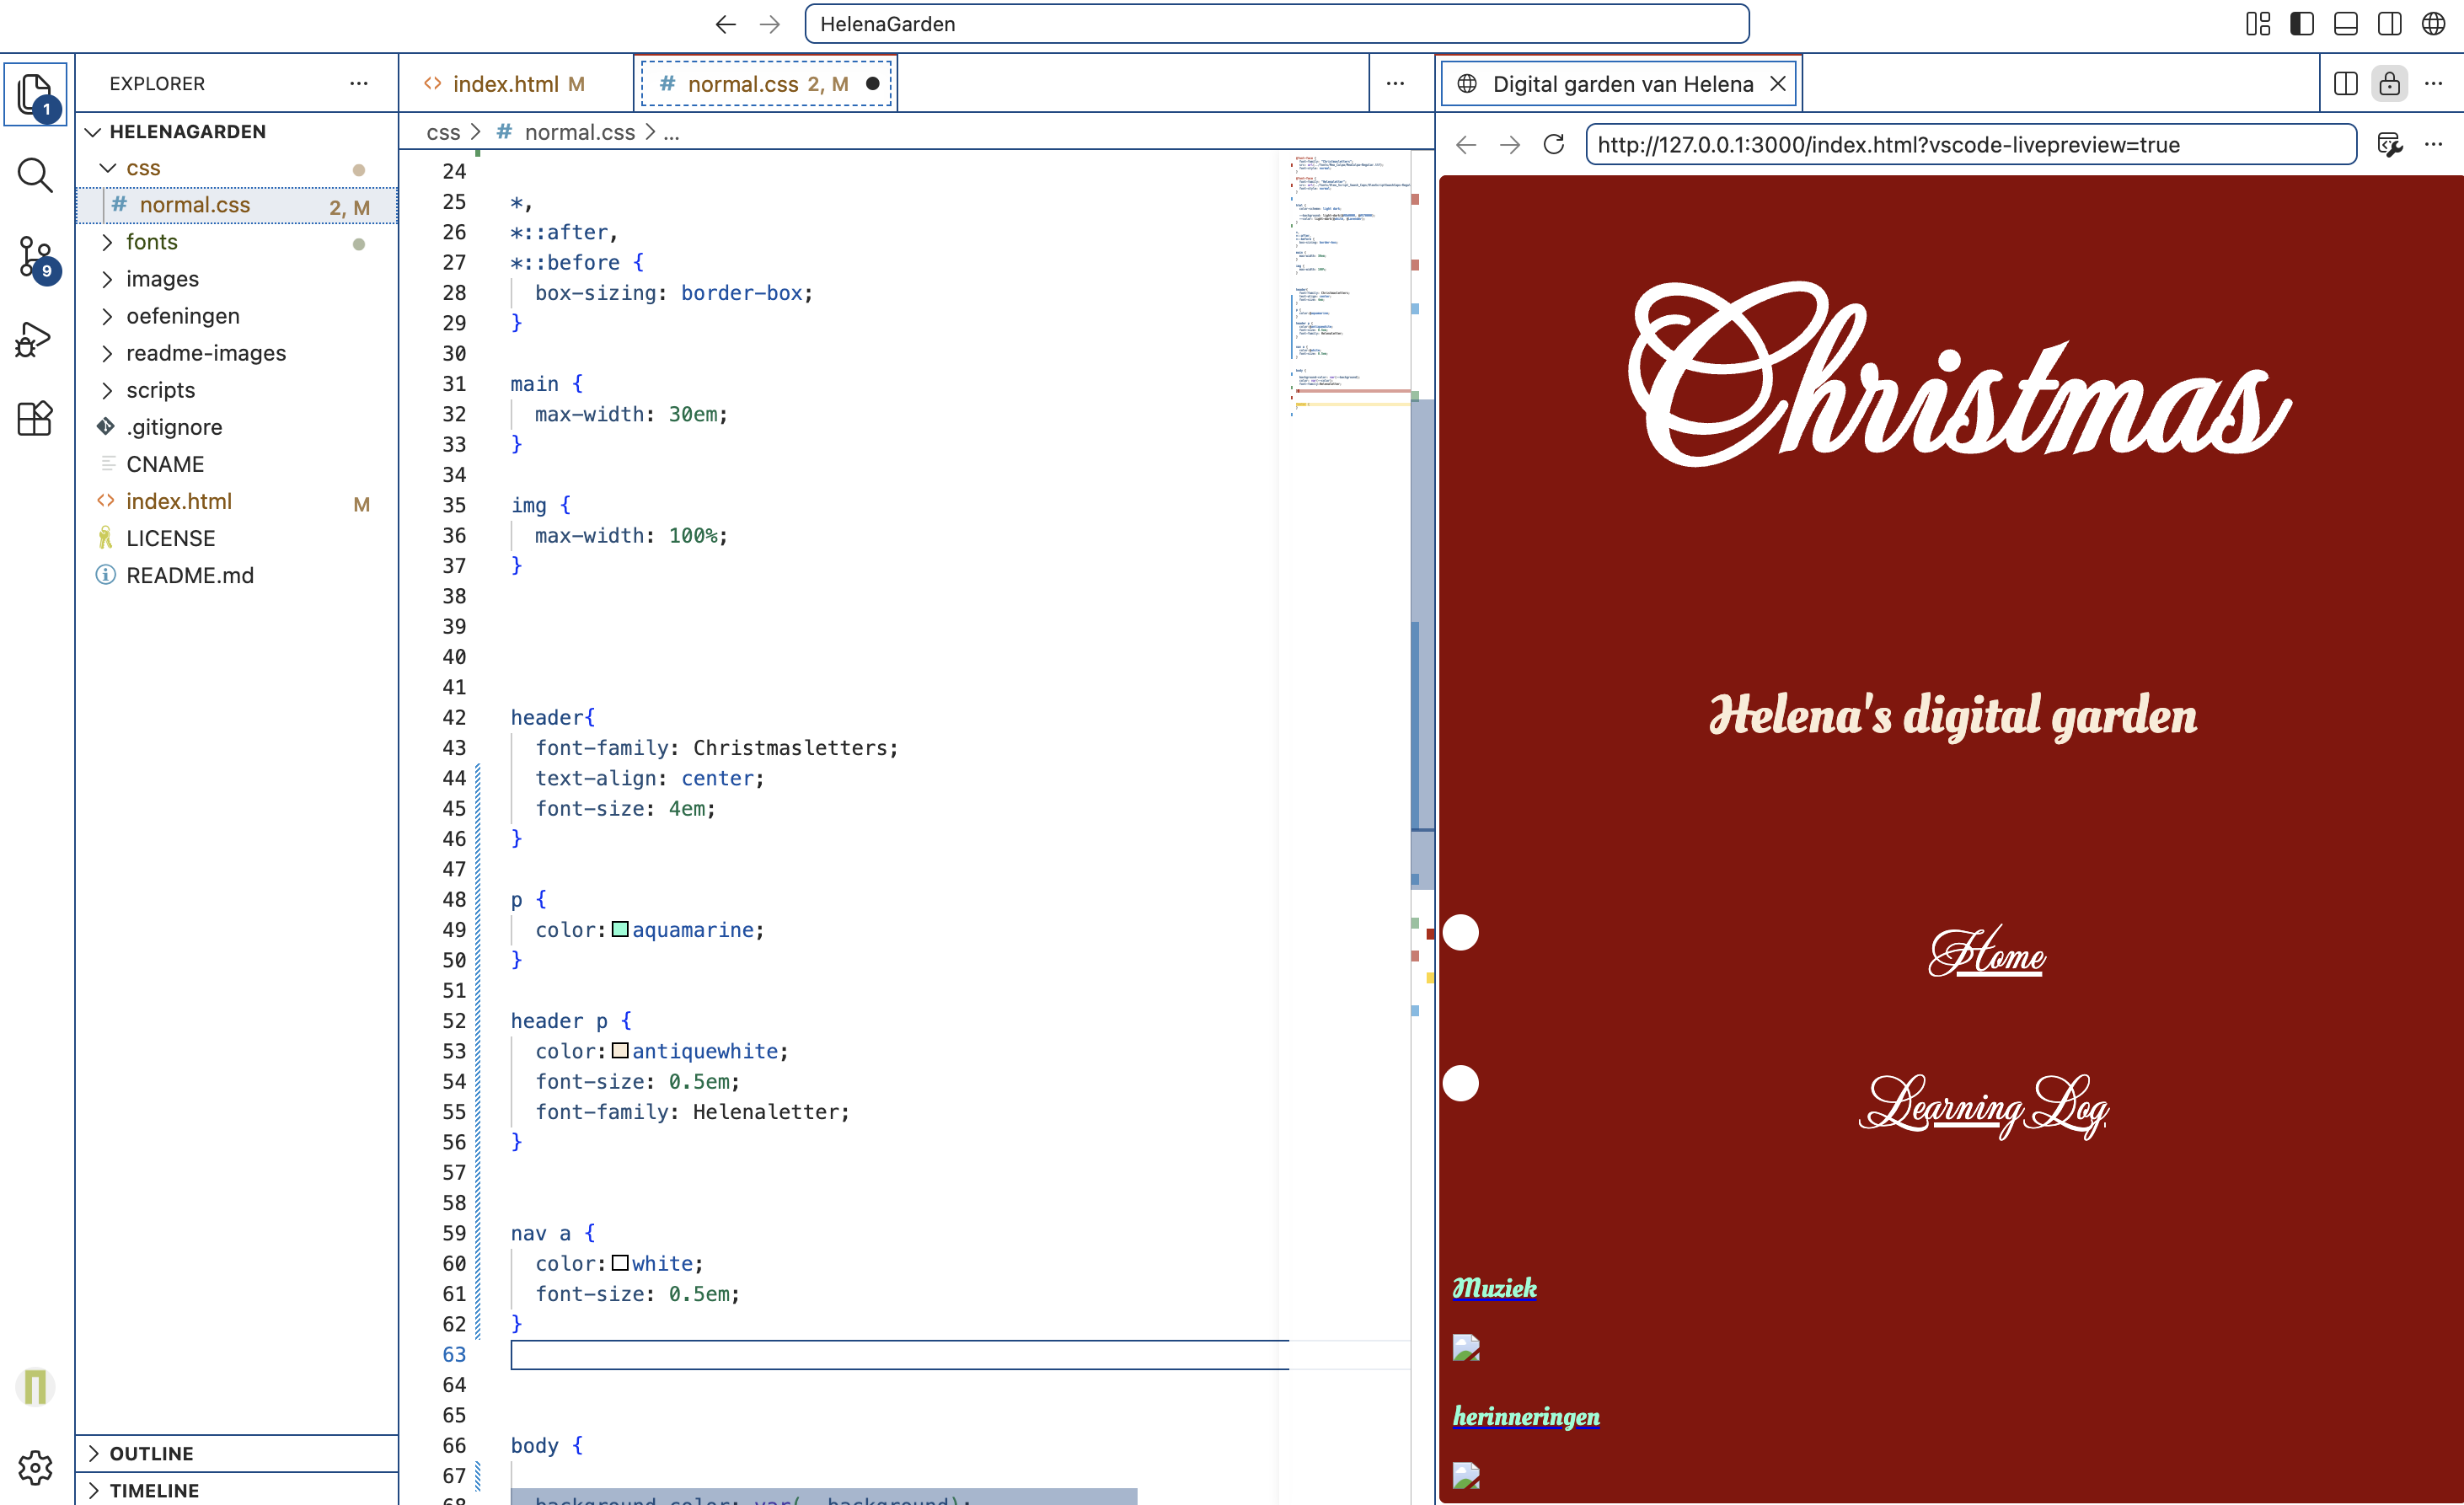 HelenaGarden
EXPLORER
HELENAGARDEN
css
# normal.css 2, M
fonts
images
oefeningen
readme-images
scripts
.gitignore
CNAME
index.html M
LICENSE
README.md
OUTLINE
TIMELINE
1
9
index.html M
# normal.css 2, M
css > # normal.css > ...
24
25 *,
26 *::after,
27 *::before {
28 box-sizing: border-box;
29 }
30
31 main {
32 max-width: 30em;
33 }
34
35 img {
36 max-width: 100%;
37 }
38
39
40
41
42 header{
43 font-family: Christmasletters;
44 text-align: center;
45 font-size: 4em;
46 }
47
48 p {
49 color: aquamarine;
50 }
51
52 header p {
53 color: antiquewhite;
54 font-size: 0.5em;
55 font-family: Helenaletter;
56 }
57
58
59 nav a {
60 color: white;
61 font-size: 0.5em;
62 }
63
64
65
66 body {
67
68 background-color: var(--background);
Digital garden van Helena
http://127.0.0.1:3000/index.html?vscode-livepreview=true
Christmas
Helena's digital garden
Home
Learning Log
Muziek
herinneringen